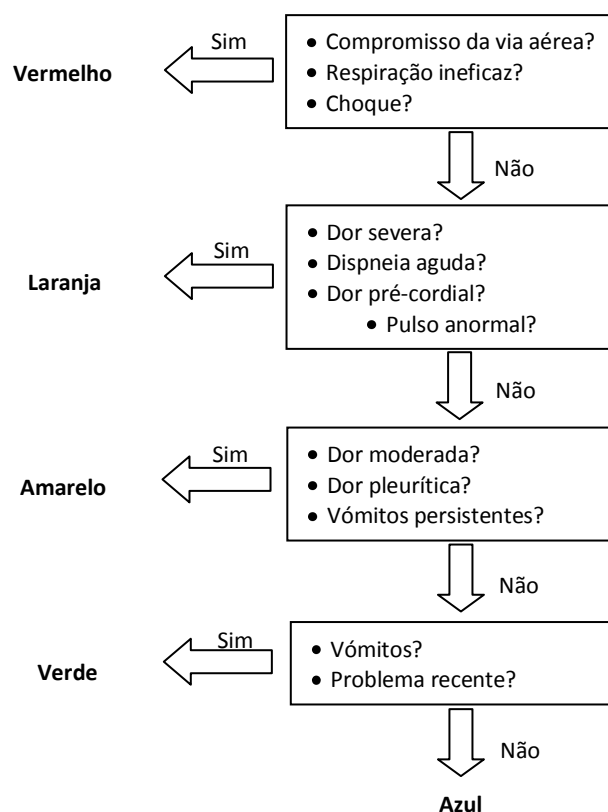 Sim
• Compromisso da via aérea?
Vermelho
• Respiração ineficaz?
• Choque?
Não
Sim
• Dor severa?
• Dispneia aguda?
Laranja
• Dor pré-cordial?
• Pulso anormal?
Não
Sim
• Dor moderada?
Amarelo
• Dor pleurítica?
• Vómitos persistentes?
Não
Sim
• Vómitos?
Verde
• Problema recente?
Não
Azul